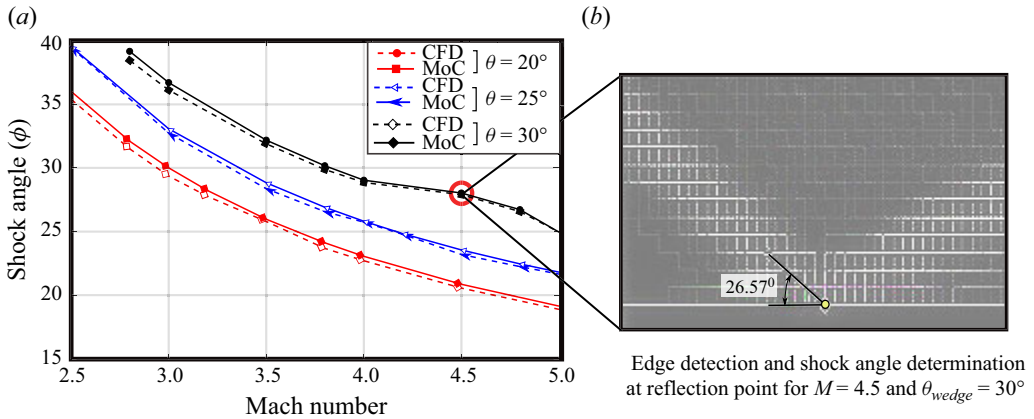 (a)
(b)
40
35
30
25
20
15
2.5 3.0 3.5 4.0 4.5 5.0
Shock angle (ϕ)
Mach number
CFD
MoC
] θ = 20°
CFD
MoC
] θ = 25°
CFD
MoC
] θ = 30°
26.57⁰
Edge detection and shock angle determination
at reflection point for M = 4.5 and θwedge = 30°